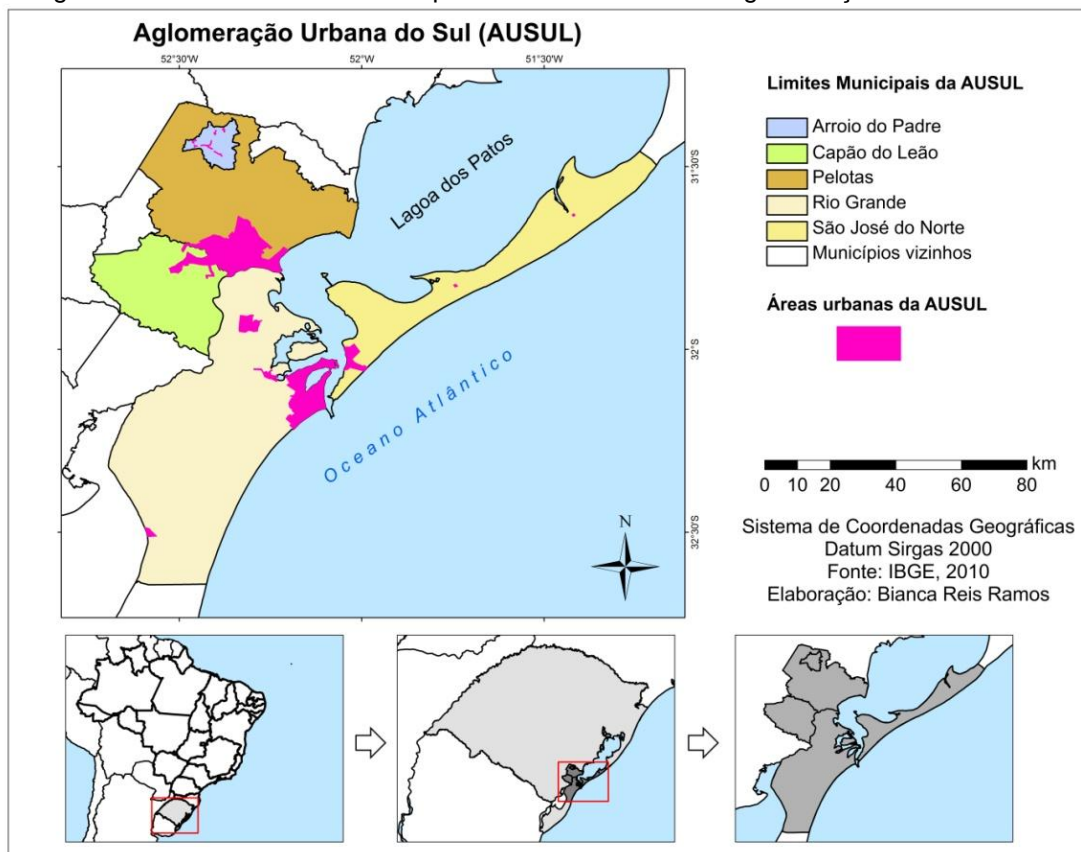 Aglomeração Urbana do Sul (AUSUL)
52°30'W
52°W
51°30'W
31°30'S
32°S
32°30'S
Lagoa dos Patos
Oceano Atlântico
N
Limites Municipais da AUSUL
Arroio do Padre
Capão do Leão
Pelotas
Rio Grande
São José do Norte
Municípios vizinhos
Áreas urbanas da AUSUL
km
0 10 20 40 60 80
Sistema de Coordenadas Geográficas
Datum Sirgas 2000
Fonte: IBGE, 2010
Elaboração: Bianca Reis Ramos